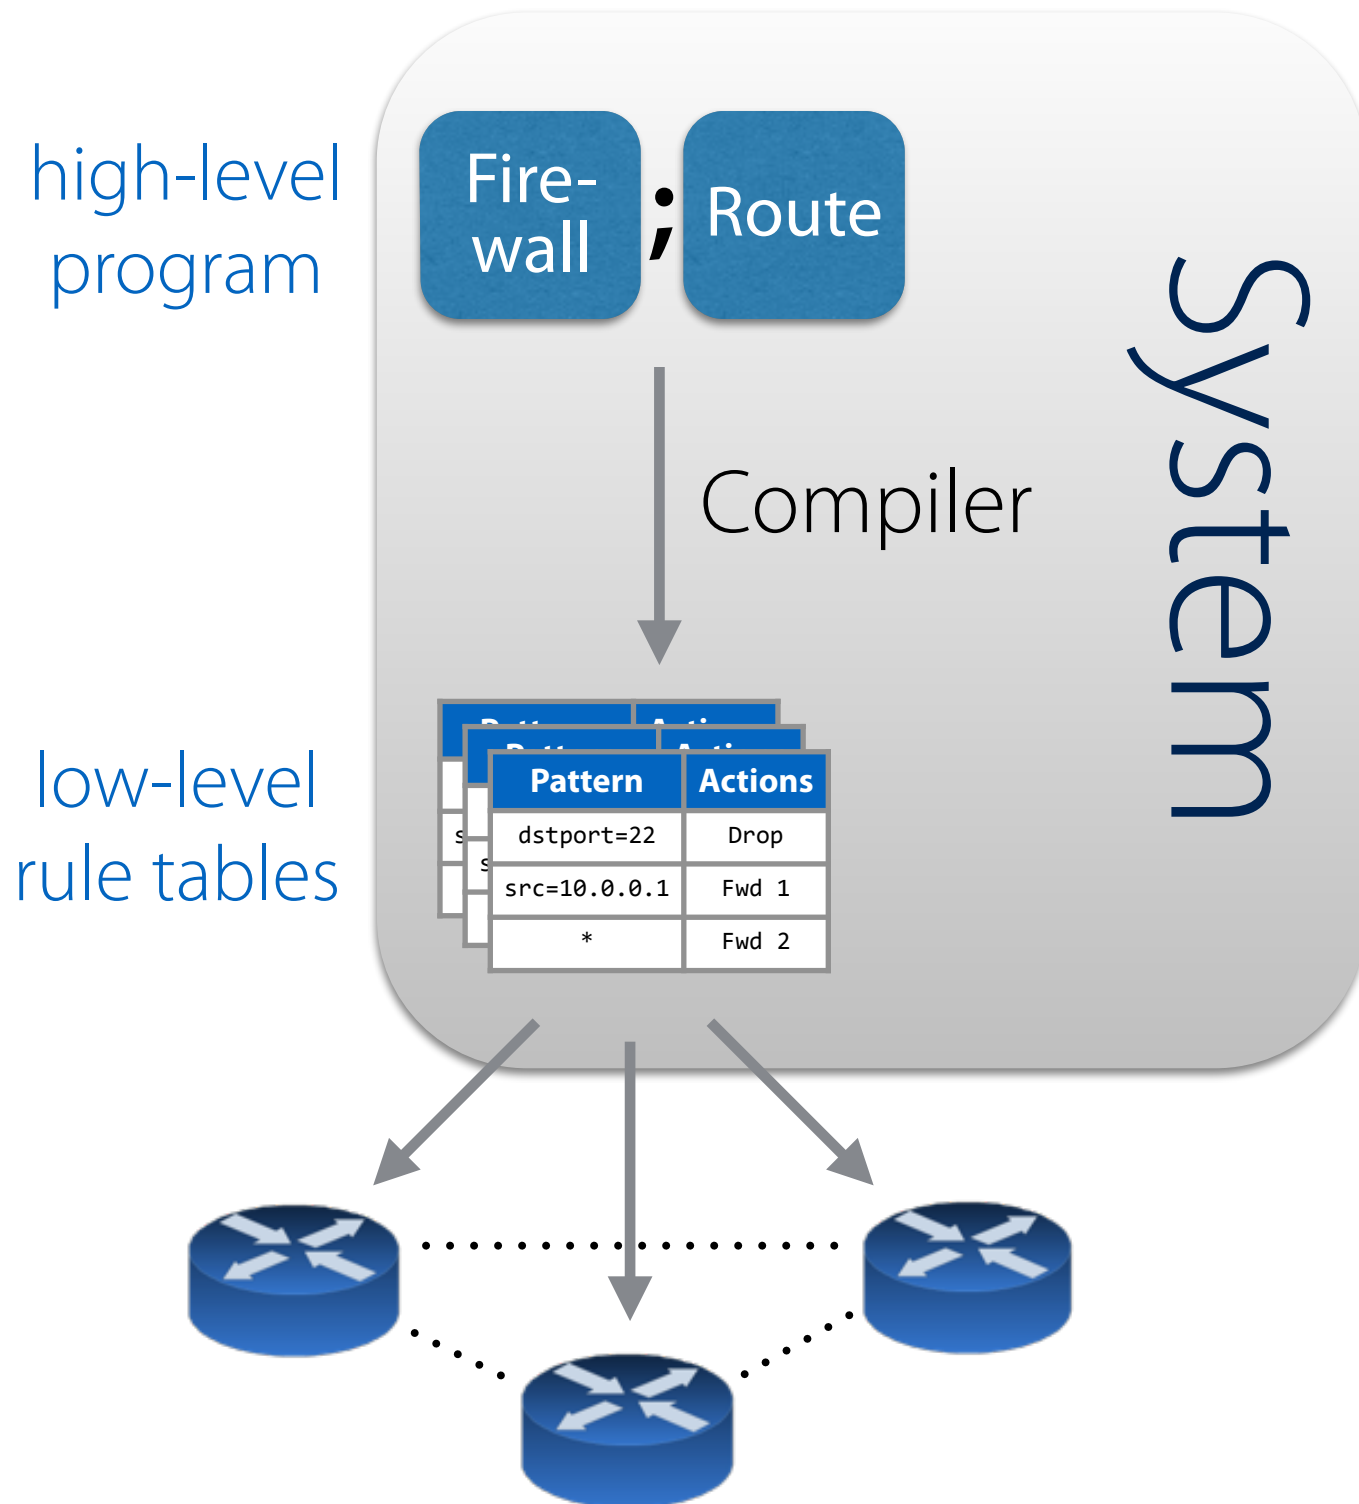 high-level
program
Fire-
wall
;
Route
System
Compiler
low-level
rule tables
Pattern Actions
dstport=22 Drop
src=10.0.0.1 Fwd 1
* Fwd 2